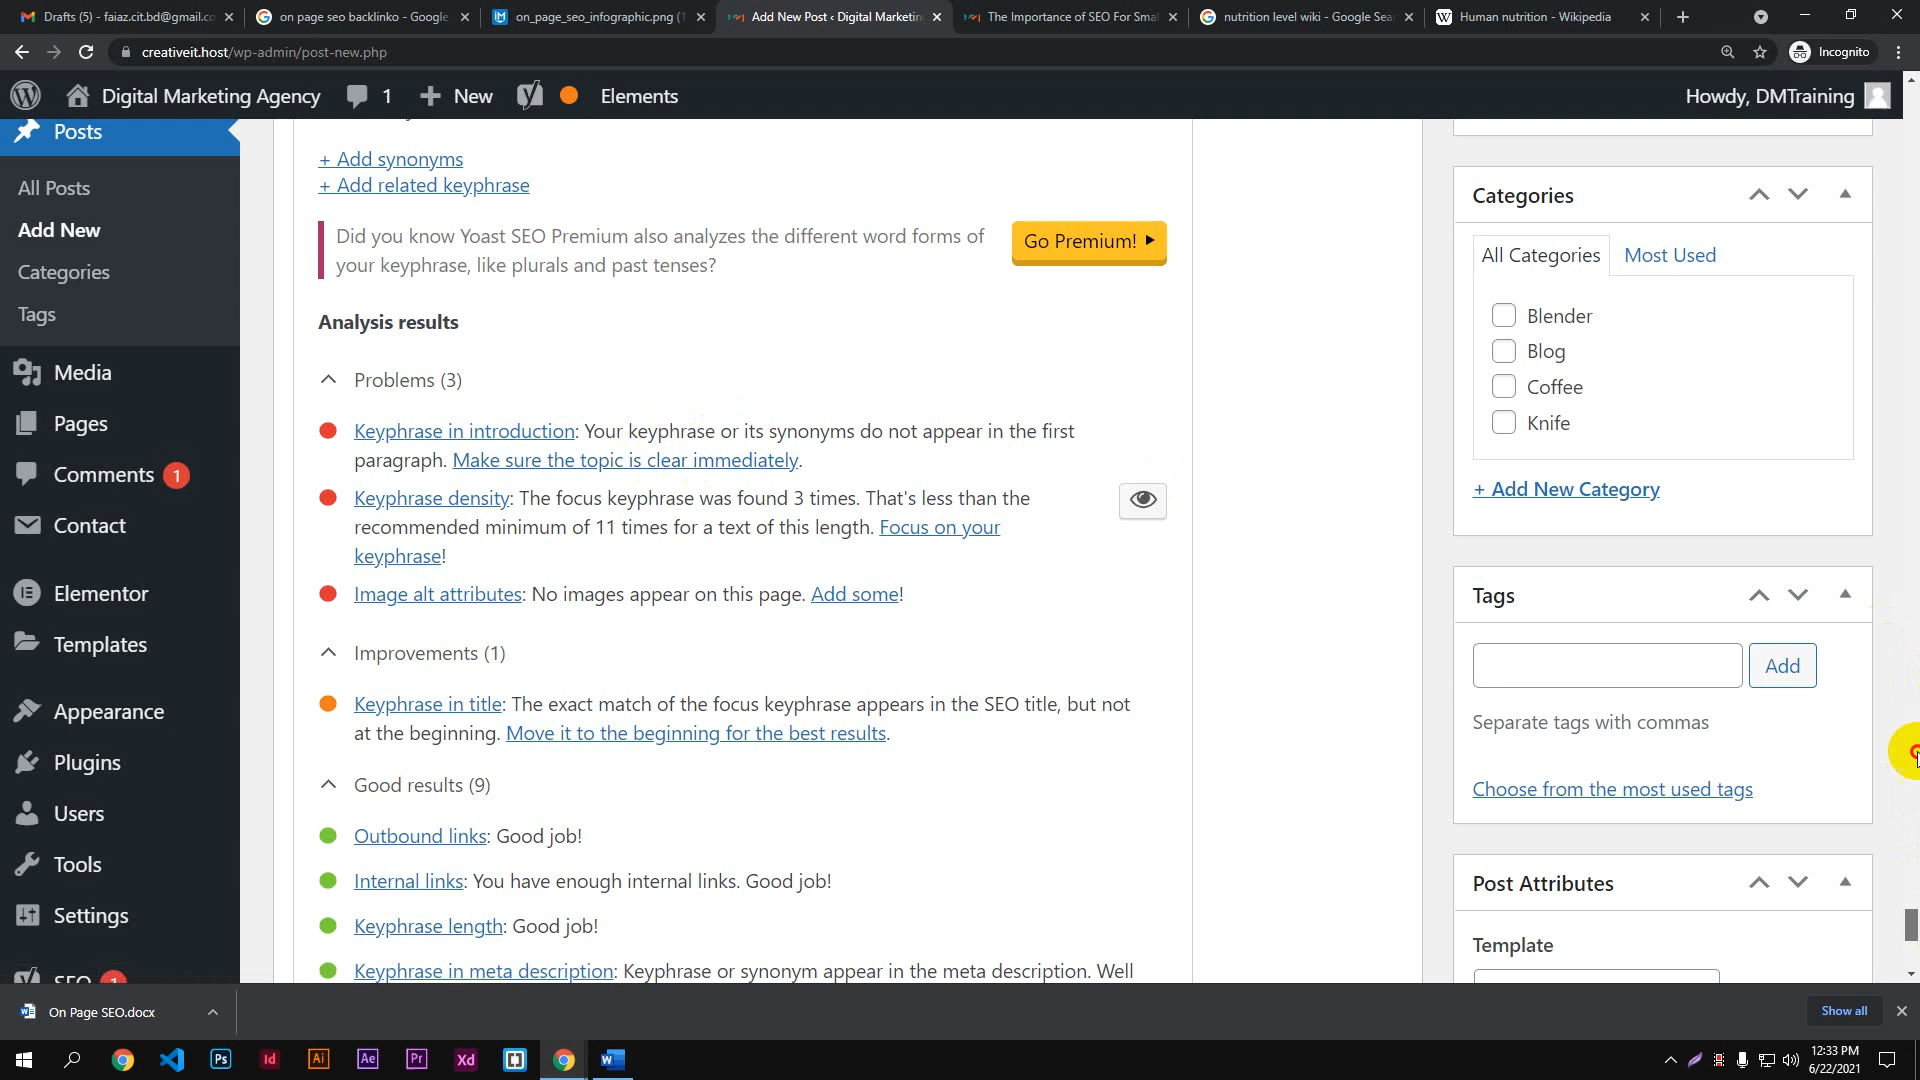 Drafts (5) - faiaz.cit.bd@gmail.co
on page seo backlinko - Google
on_page_seo_infographic.png (1
Add New Post ‹ Digital Marketin
The Importance of SEO For Smal
nutrition level wiki - Google Sea
Human nutrition - Wikipedia
creativeit.host/wp-admin/post-new.php
Incognito
Digital Marketing Agency
1
New
Elements
Howdy, DMTraining
Posts
All Posts
Add New
Categories
Tags
Media
Pages
Comments 1
Contact
Elementor
Templates
Appearance
Plugins
Users
Tools
Settings
SEO 1
+ Add synonyms
+ Add related keyphrase
Did you know Yoast SEO Premium also analyzes the different word forms of
your keyphrase, like plurals and past tenses?
Go Premium!
Analysis results
Problems (3)
Keyphrase in introduction: Your keyphrase or its synonyms do not appear in the first
paragraph. Make sure the topic is clear immediately.
Keyphrase density: The focus keyphrase was found 3 times. That's less than the
recommended minimum of 11 times for a text of this length. Focus on your
keyphrase!
Image alt attributes: No images appear on this page. Add some!
Improvements (1)
Keyphrase in title: The exact match of the focus keyphrase appears in the SEO title, but not
at the beginning. Move it to the beginning for the best results.
Good results (9)
Outbound links: Good job!
Internal links: You have enough internal links. Good job!
Keyphrase length: Good job!
Keyphrase in meta description: Keyphrase or synonym appear in the meta description. Well
Categories
All Categories
Most Used
Blender
Blog
Coffee
Knife
+ Add New Category
Tags
Add
Separate tags with commas
Choose from the most used tags
Post Attributes
Template
On Page SEO.docx
Show all
Ps
Id
Ai
Ae
Pr
Xd
12:33 PM
6/22/2021